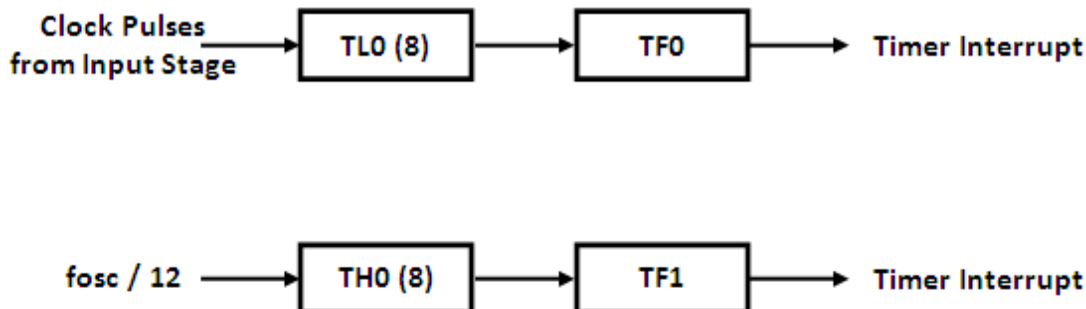 Clock Pulses
from Input Stage
TL0 (8)
TF0
Timer Interrupt
fosc / 12
TH0 (8)
TF1
Timer Interrupt